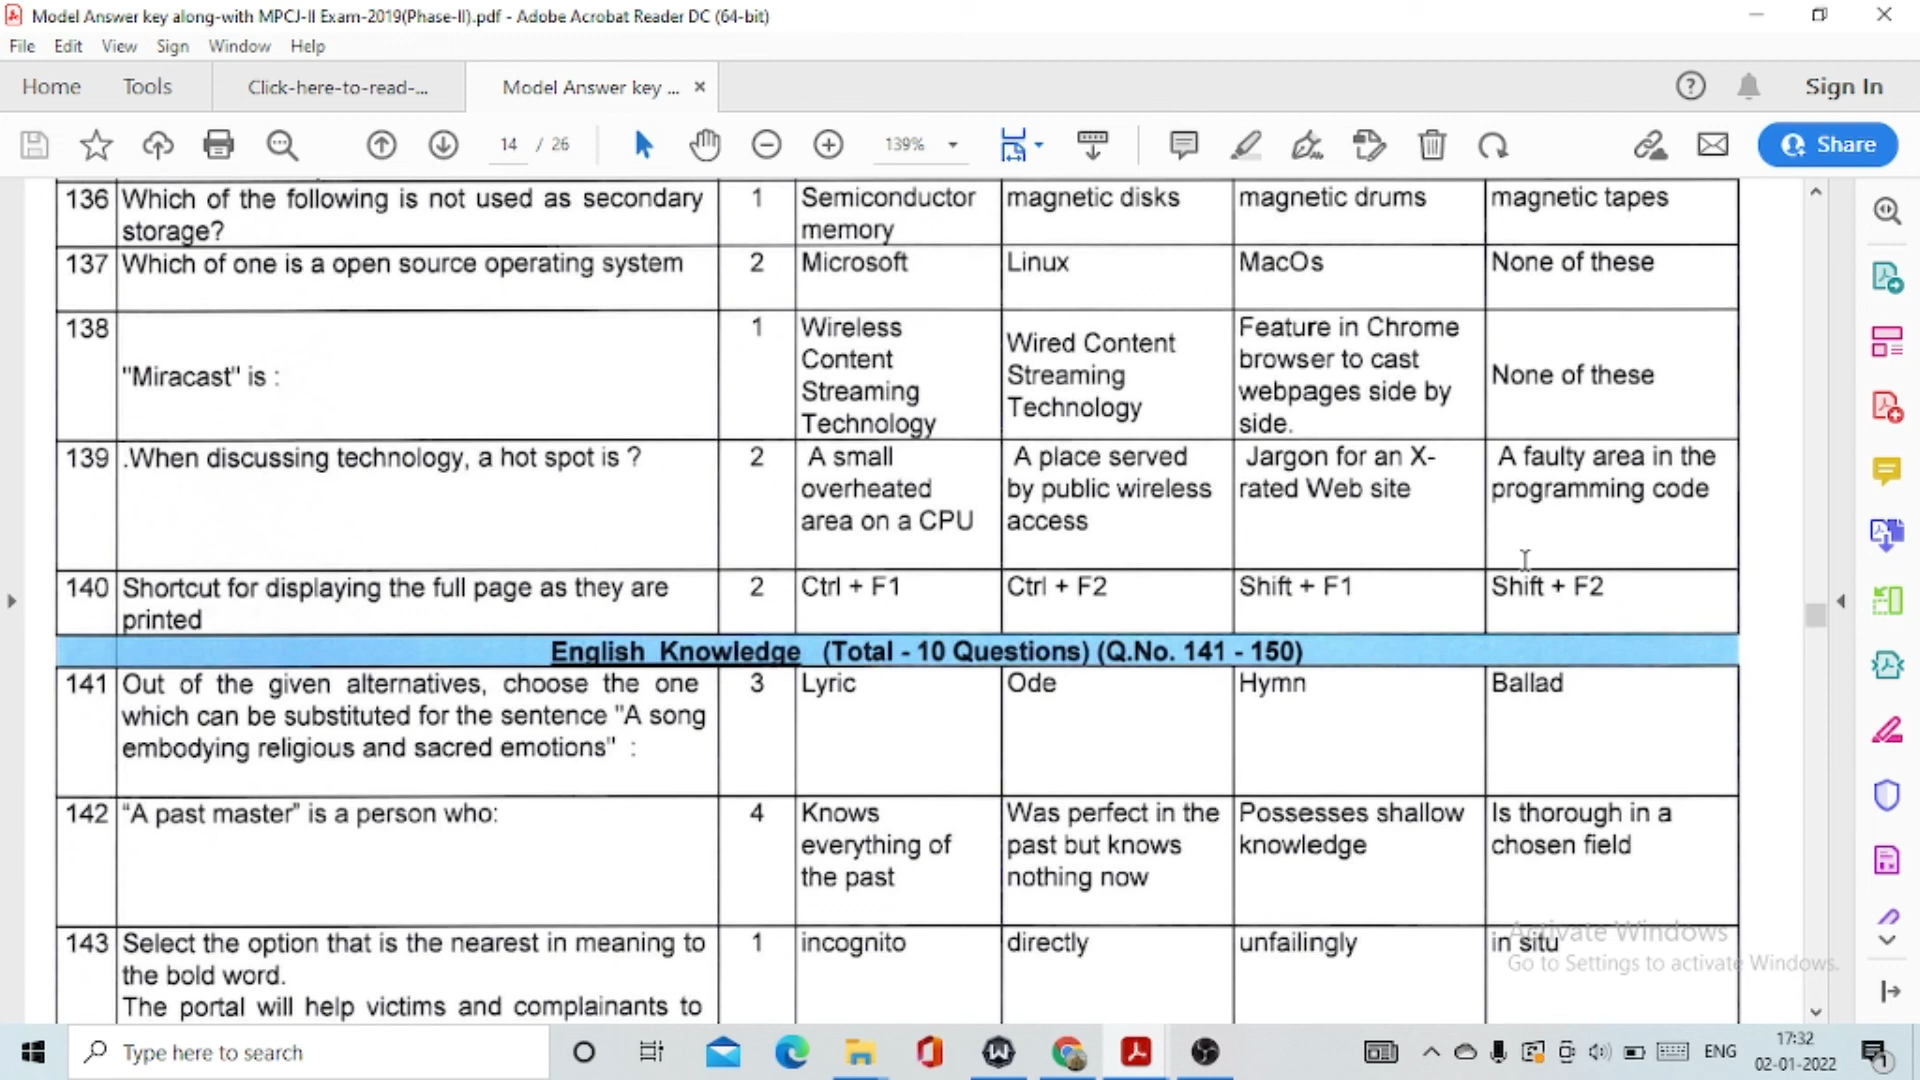 Model Answer key along-with MPCJ-II Exam-2019(Phase-II).pdf - Adobe Acrobat Reader DC (64-bit)
File Edit View Sign Window Help
Home Tools Click-here-to-read-... Model Answer key ... × Sign In
14 / 26 139% Share
136 Which of the following is not used as secondary storage? 1 Semiconductor memory magnetic disks magnetic drums magnetic tapes
137 Which of one is a open source operating system 2 Microsoft Linux MacOs None of these
138 "Miracast" is : 1 Wireless Content Streaming Technology Wired Content Streaming Technology Feature in Chrome browser to cast webpages side by side. None of these
139 .When discussing technology, a hot spot is ? 2 A small overheated area on a CPU A place served by public wireless access Jargon for an X-rated Web site A faulty area in the programming code
140 Shortcut for displaying the full page as they are printed 2 Ctrl + F1 Ctrl + F2 Shift + F1 Shift + F2
English Knowledge (Total - 10 Questions) (Q.No. 141 - 150)
141 Out of the given alternatives, choose the one which can be substituted for the sentence "A song embodying religious and sacred emotions" : 3 Lyric Ode Hymn Ballad
142 "A past master" is a person who: 4 Knows everything of the past Was perfect in the past but knows nothing now Possesses shallow knowledge Is thorough in a chosen field
143 Select the option that is the nearest in meaning to the bold word. 1 incognito directly unfailingly in situ
The portal will help victims and complainants to
Activate Windows
Go to Settings to activate Windows.
Type here to search
ENG 17:32
02-01-2022
1